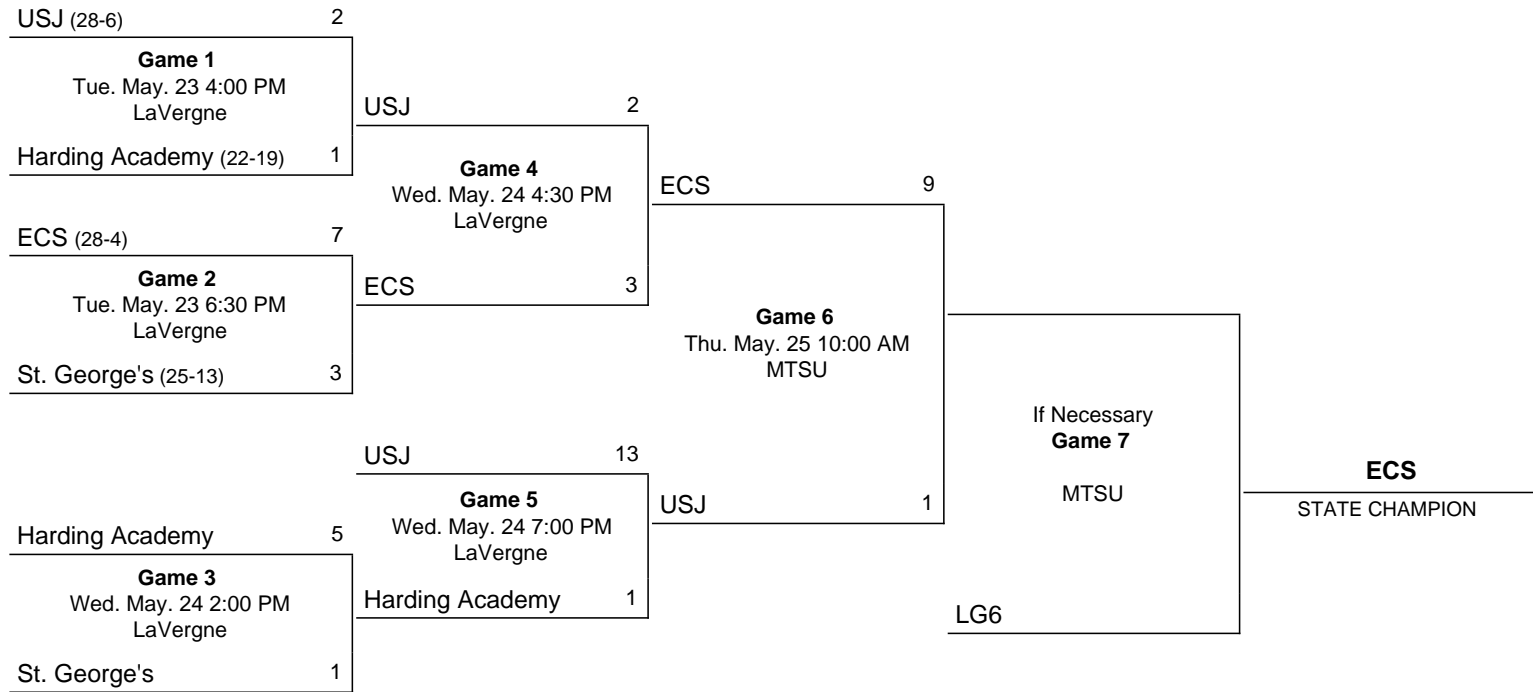 USJ (28-6) 2
Game 1
Tue. May. 23 4:00 PM
LaVergne
Harding Academy (22-19) 1
ECS (28-4) 7
Game 2
Tue. May. 23 6:30 PM
LaVergne
St. George's (25-13) 3
Harding Academy 5
Game 3
Wed. May. 24 2:00 PM
LaVergne
St. George's 1
USJ 2
Game 4
Wed. May. 24 4:30 PM
LaVergne
ECS 3
USJ 13
Game 5
Wed. May. 24 7:00 PM
LaVergne
Harding Academy 1
ECS 9
Game 6
Thu. May. 25 10:00 AM
MTSU
USJ 1
If Necessary
Game 7
MTSU
LG6
ECS
STATE CHAMPION